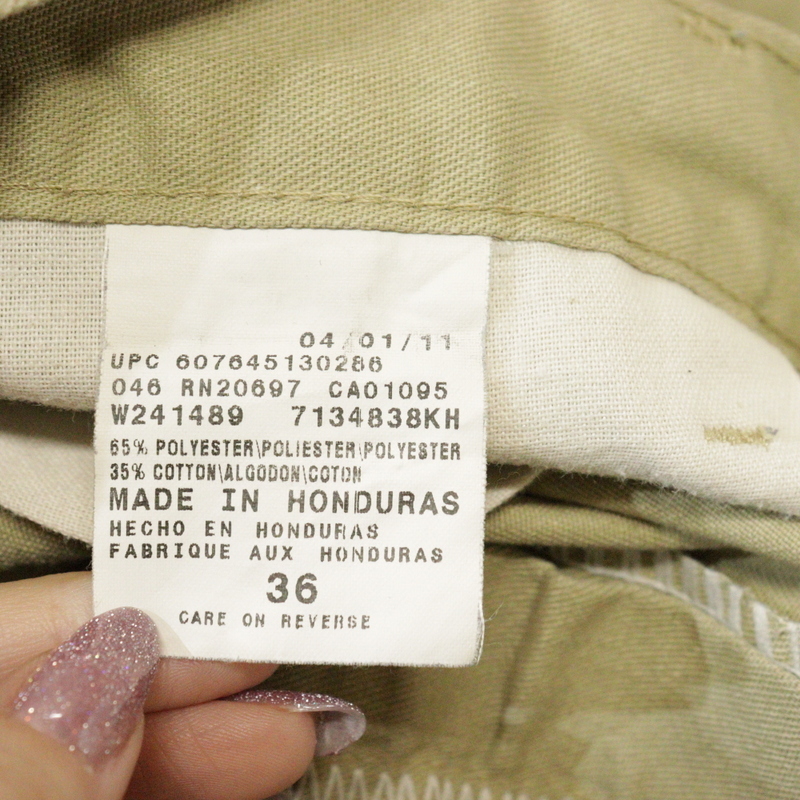 04/01/11
UPC 607645130286
046 RN20697 CA01095
W241489 7134838KH
65% POLYESTER\POLIESTER\POLYESTER
35% COTTON\ALGODON\COTON
MADE IN HONDURAS
HECHO EN HONDURAS
FABRIQUE AUX HONDURAS
36
CARE ON REVERSE